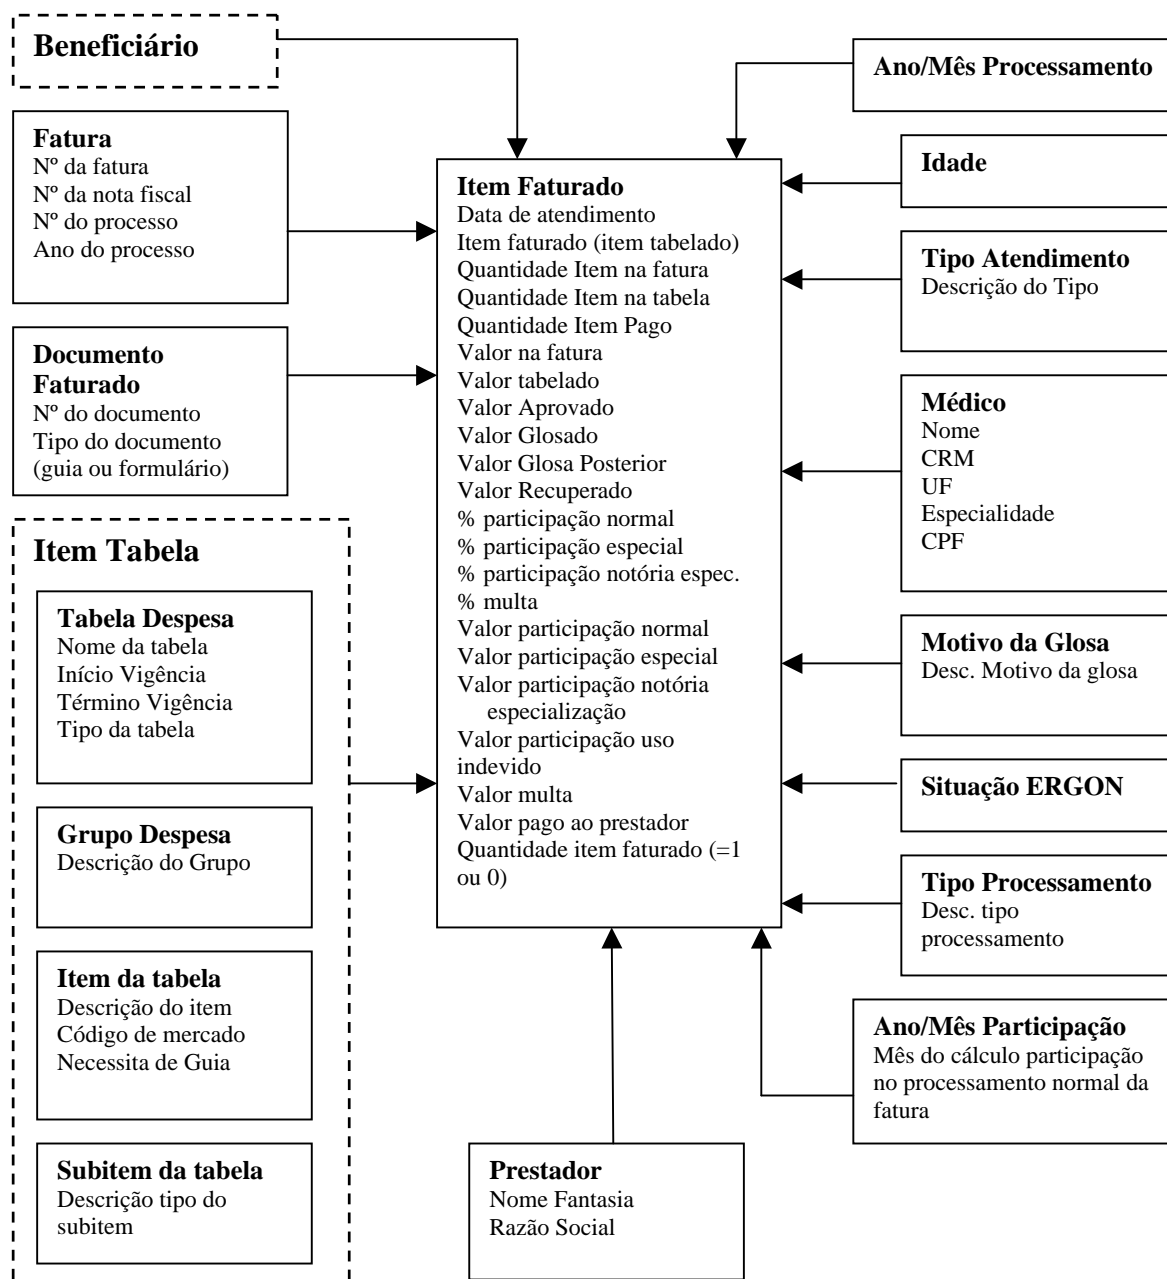 Beneficiário
Fatura
Nº da fatura
Nº da nota fiscal
Nº do processo
Ano do processo
Documento
Faturado
Nº do documento
Tipo do documento
(guia ou formulário)
Item Tabela
Tabela Despesa
Nome da tabela
Início Vigência
Término Vigência
Tipo da tabela
Grupo Despesa
Descrição do Grupo
Item da tabela
Descrição do item
Código de mercado
Necessita de Guia
Subitem da tabela
Descrição tipo do
subitem
Item Faturado
Data de atendimento
Item faturado (item tabelado)
Quantidade Item na fatura
Quantidade Item na tabela
Quantidade Item Pago
Valor na fatura
Valor tabelado
Valor Aprovado
Valor Glosado
Valor Glosa Posterior
Valor Recuperado
% participação normal
% participação especial
% participação notória espec.
% multa
Valor participação normal
Valor participação especial
Valor participação notória
especialização
Valor participação uso
indevido
Valor multa
Valor pago ao prestador
Quantidade item faturado (=1
ou 0)
Prestador
Nome Fantasia
Razão Social
Ano/Mês Processamento
Idade
Tipo Atendimento
Descrição do Tipo
Médico
Nome
CRM
UF
Especialidade
CPF
Motivo da Glosa
Desc. Motivo da glosa
Situação ERGON
Tipo Processamento
Desc. tipo
processamento
Ano/Mês Participação
Mês do cálculo participação
no processamento normal da
fatura